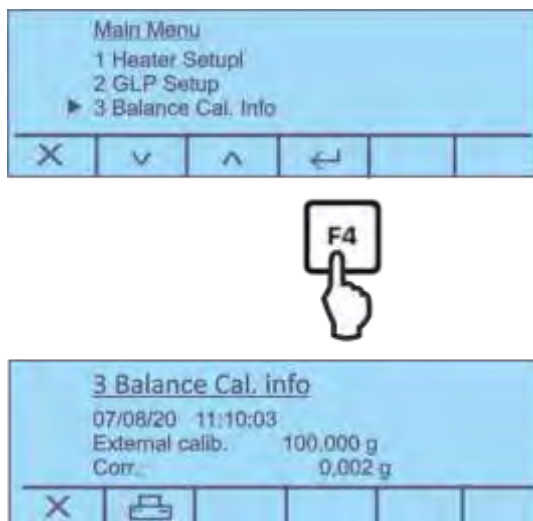 Main Menu
1 Heater Setupl
2 GLP Setup
3 Balance Cal. Info
F4
3 Balance Cal. info
07/08/20 11:10:03
External calib. 100.000 g
Corr.: 0,002 g